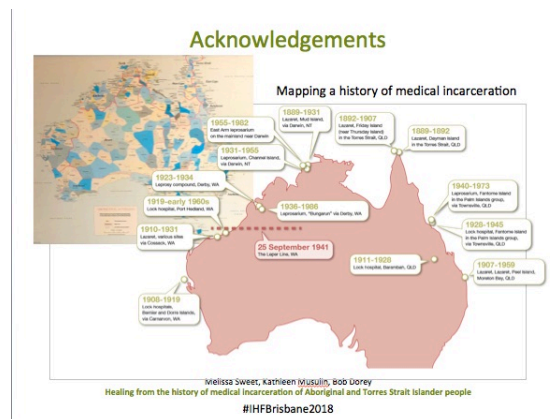 Acknowledgements
Mapping a history of medical incarceration
1889-1931
Lazaret, Mud Island,
via Darwin, NT
1892-1907
Lazaret, Friday Island
(near Thursday Island)
in the Torres Strait, QLD
1889-1892
Lazaret, Dayman Island
in the Torres Strait, QLD
1955-1982
East Arm leprosarium
on the mainland near Darwin
1931-1955
Leprosarium, Channel Island,
via Darwin, NT
1923-1934
Leprosy compound, Derby, WA
1919-early 1960s
Lock hospital, Port Hedland, WA
1910-1931
Lazaret, various sites
via Cossack, WA
1936-1986
Leprosarium, "Bungarun" via Derby, WA
25 September 1941
The Leper Line, WA
1940-1973
Leprosarium, Fantome Island
in the Palm Islands group,
via Townsville, QLD
1928-1945
Lock hospital, Fantome Island
in the Palm Islands group,
via Townsville, QLD
1911-1928
Lock hospital, Barambah, QLD
1907-1959
Lazaret, Lazaret, Peel Island,
Moreton Bay, QLD
1908-1919
Lock hospitals,
Bernier and Dorre Islands,
via Carnarvon, WA
Melissa Sweet, Kathleen Musulin, Bob Dorey
Healing from the history of medical incarceration of Aboriginal and Torres Strait Islander people
#IHFBrisbane2018